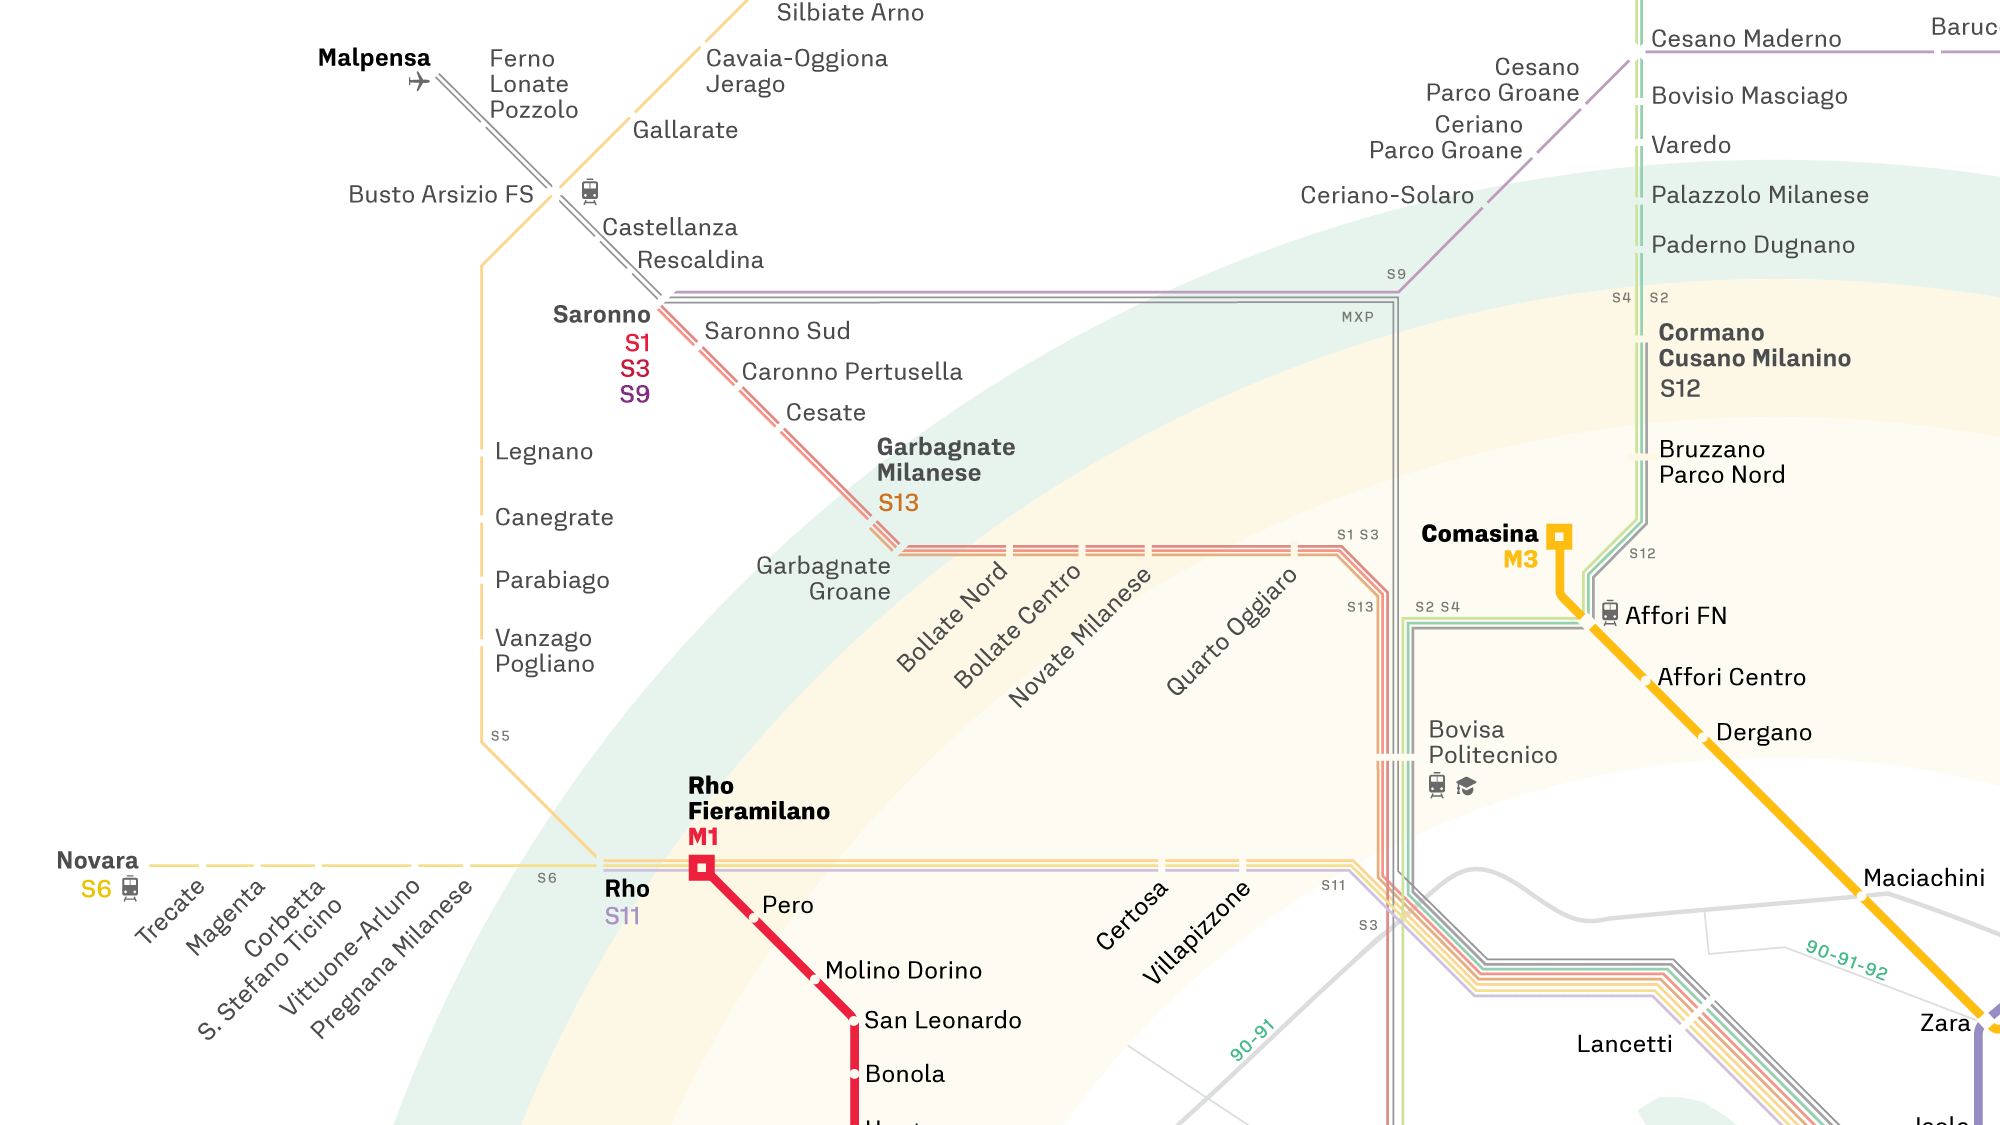 Silbiate Arno
Cavaia-Oggiona
Jerago
Gallarate
Malpensa
Ferno
Lonate
Pozzolo
Busto Arsizio FS
Castellanza
Rescaldina
Saronno
S1
S3
S9
Saronno Sud
Caronno Pertusella
Cesate
Garbagnate
Milanese
S13
Garbagnate
Groane
Bollate Nord
Bollate Centro
Novate Milanese
Quarto Oggiaro
Legnano
Canegrate
Parabiago
Vanzago
Pogliano
S5
Novara
S6
Trecate
Magenta
Corbetta
S. Stefano Ticino
Vittuone-Arluno
Pregnana Milanese
S6
Rho
S11
Rho
Fieramilano
M1
Pero
Molino Dorino
San Leonardo
Bonola
Certosa
Villapizzone
S11
S3
90-91
Cesano Maderno
Cesano
Parco Groane
Ceriano
Parco Groane
Ceriano-Solaro
S9
MXP
Bovisio Masciago
Varedo
Palazzolo Milanese
Paderno Dugnano
S4
S2
Cormano
Cusano Milanino
S12
Bruzzano
Parco Nord
Comasina
M3
S12
S1 S3
S13
S2 S4
Affori FN
Affori Centro
Dergano
Bovisa
Politecnico
Maciachini
90-91-92
Zara
Lancetti